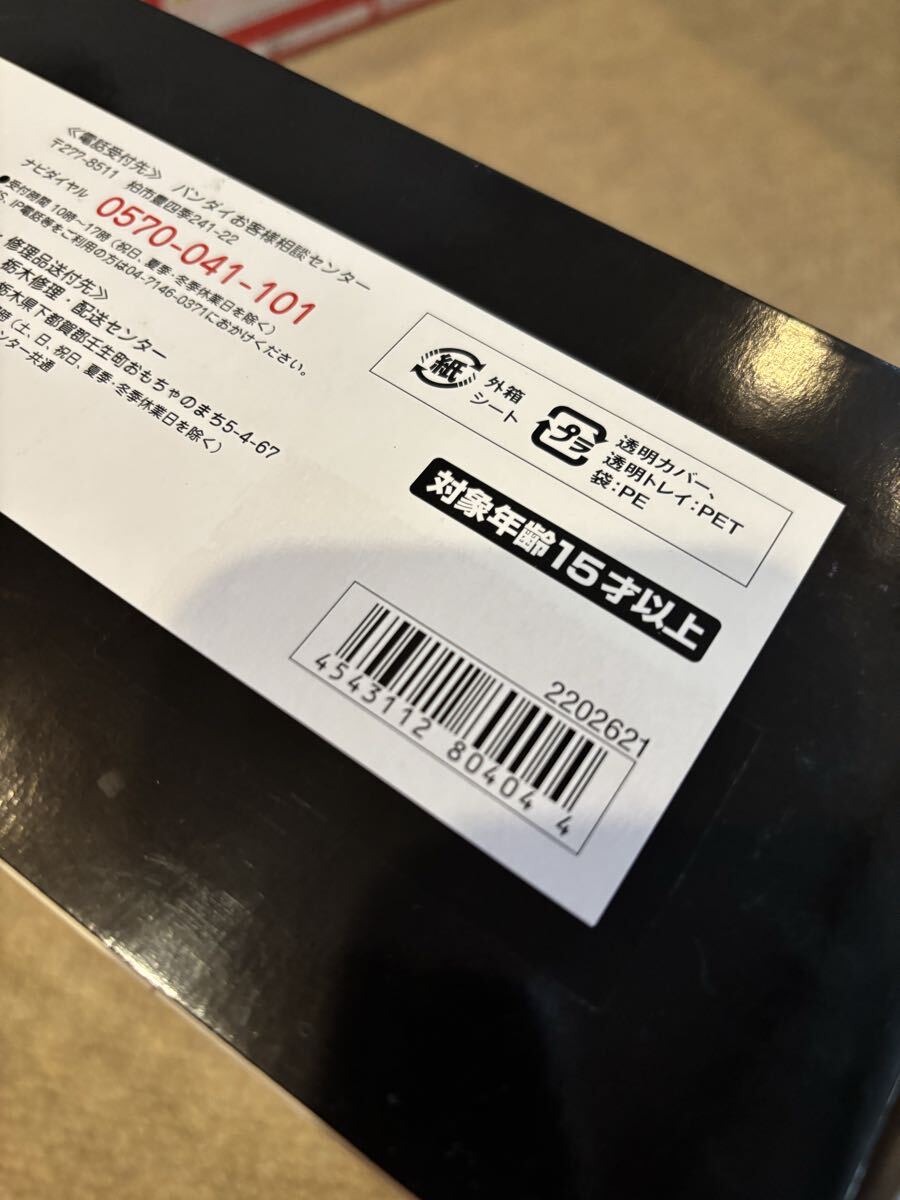 ≪電話受付先≫ バンダイお客様相談センター
〒277-8511 柏市豊四季241-22
ナビダイヤル 0570-041-101
受付時間 10時〜17時(祝日、夏季・冬季休業日を除く)
、IP電話等をご利用の方は04-7146-0371におかけください。
・修理品送付先≫
栃木修理・配送センター
栃木県下都賀郡壬生町おもちゃのまち5-4-67
時(土、日、祝日、夏季・冬季休業日を除く)
ンター共通
紙
外箱
シート
プラ
透明カバー、
透明トレイ:PET
袋:PE
対象年齢15才以上
2202621
4543112 80404 4